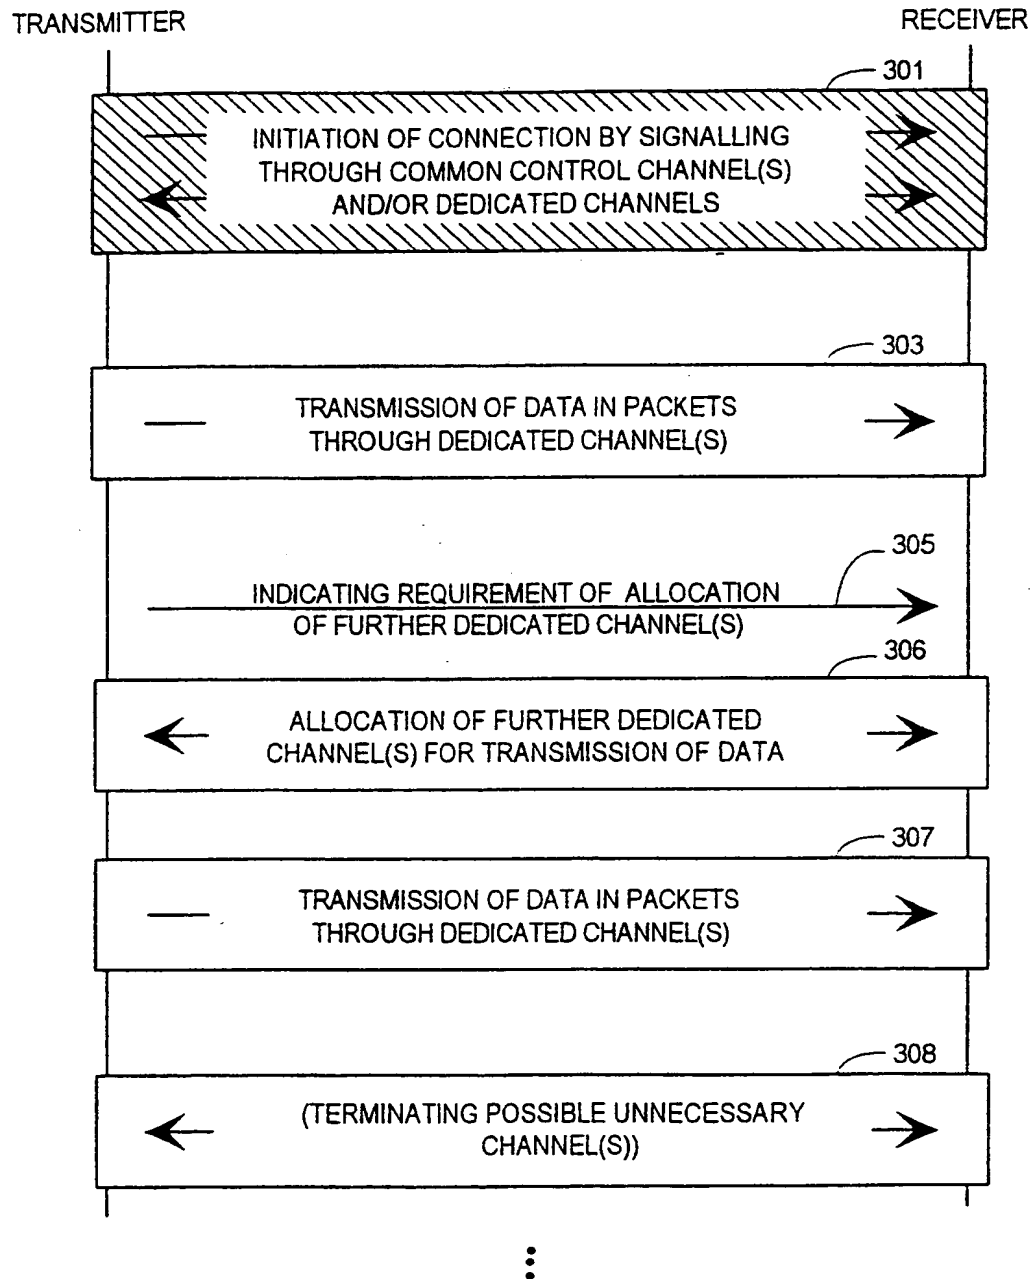 TRANSMITTER
RECEIVER
301
INITIATION OF CONNECTION BY SIGNALLING
THROUGH COMMON CONTROL CHANNEL(S)
AND/OR DEDICATED CHANNELS
303
TRANSMISSION OF DATA IN PACKETS
THROUGH DEDICATED CHANNEL(S)
305
INDICATING REQUIREMENT OF ALLOCATION
OF FURTHER DEDICATED CHANNEL(S)
306
ALLOCATION OF FURTHER DEDICATED
CHANNEL(S) FOR TRANSMISSION OF DATA
307
TRANSMISSION OF DATA IN PACKETS
THROUGH DEDICATED CHANNEL(S)
308
(TERMINATING POSSIBLE UNNECESSARY
CHANNEL(S))